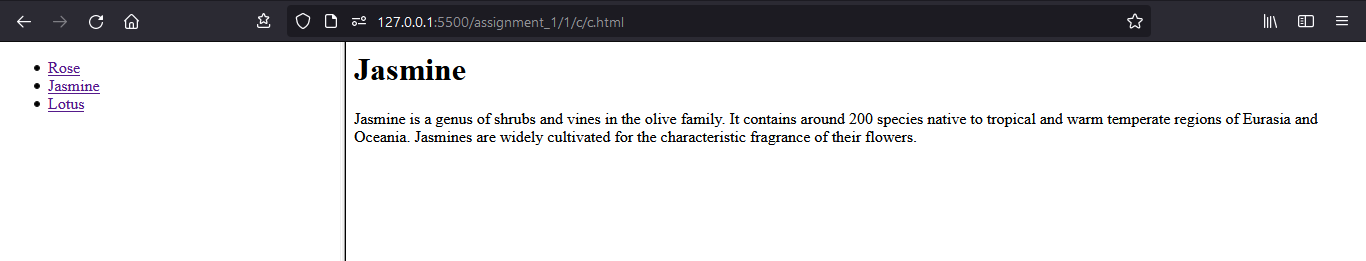 127.0.0.1:5500/assignment_1/1/c/c.html
Rose
Jasmine
Lotus
Jasmine
Jasmine is a genus of shrubs and vines in the olive family. It contains around 200 species native to tropical and warm temperate regions of Eurasia and
Oceania. Jasmines are widely cultivated for the characteristic fragrance of their flowers.